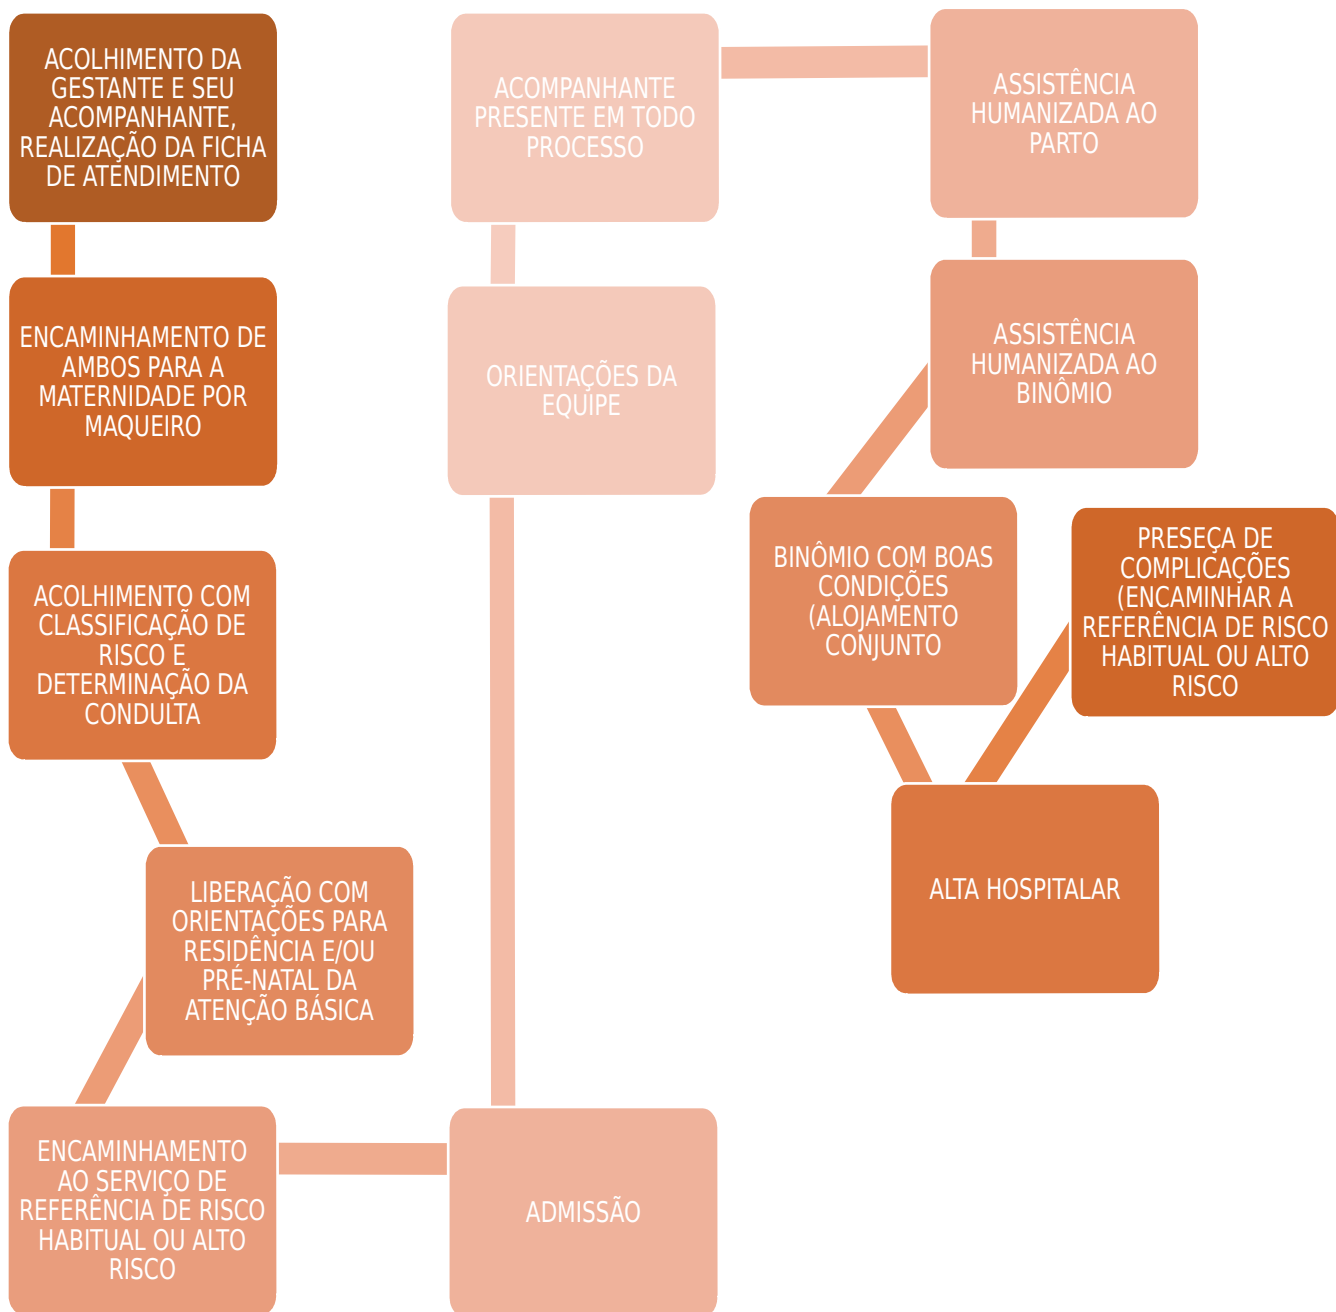 ACOLHIMENTO DA
GESTANTE E SEU
ACOMPANHANTE,
REALIZAÇÃO DA FICHA
DE ATENDIMENTO
ENCAMINHAMENTO DE
AMBOS PARA A
MATERNIDADE POR
MAQUEIRO
ACOLHIMENTO COM
CLASSIFICAÇÃO DE
RISCO E
DETERMINAÇÃO DA
CONDULTA
LIBERAÇÃO COM
ORIENTAÇÕES PARA
RESIDÊNCIA E/OU
PRÉ-NATAL DA
ATENÇÃO BÁSICA
ENCAMINHAMENTO
AO SERVIÇO DE
REFERÊNCIA DE RISCO
HABITUAL OU ALTO
RISCO
ADMISSÃO
ORIENTAÇÕES DA
EQUIPE
ACOMPANHANTE
PRESENTE EM TODO
PROCESSO
ASSISTÊNCIA
HUMANIZADA AO
PARTO
ASSISTÊNCIA
HUMANIZADA AO
BINÔMIO
BINÔMIO COM BOAS
CONDIÇÕES
(ALOJAMENTO
CONJUNTO
PRESEÇA DE
COMPLICAÇÕES
(ENCAMINHAR A
REFERÊNCIA DE RISCO
HABITUAL OU ALTO
RISCO
ALTA HOSPITALAR